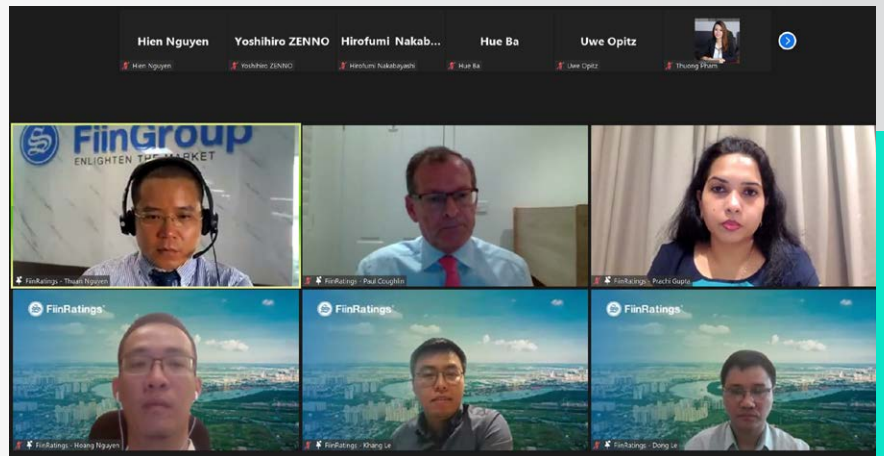 Hien Nguyen
Yoshihiro ZENNO
Hirofumi Nakab...
Hue Ba
Uwe Opitz
Hien Nguyen
Yoshihiro ZENNO
Hirofumi Nakabayashi
Hue Ba
Uwe Opitz
Thuong Pham
S FiinGroup
ENLIGHTEN THE MARKET
FiinRatings - Thuan Nguyen
FiinRatings - Paul Coughlin
FiinRatings - Prachi Gupta
FiinRatings
FiinRatings
FiinRatings
FiinRatings - Hoang Nguyen
FiinRatings - Khang Le
FiinRatings - Dong Le